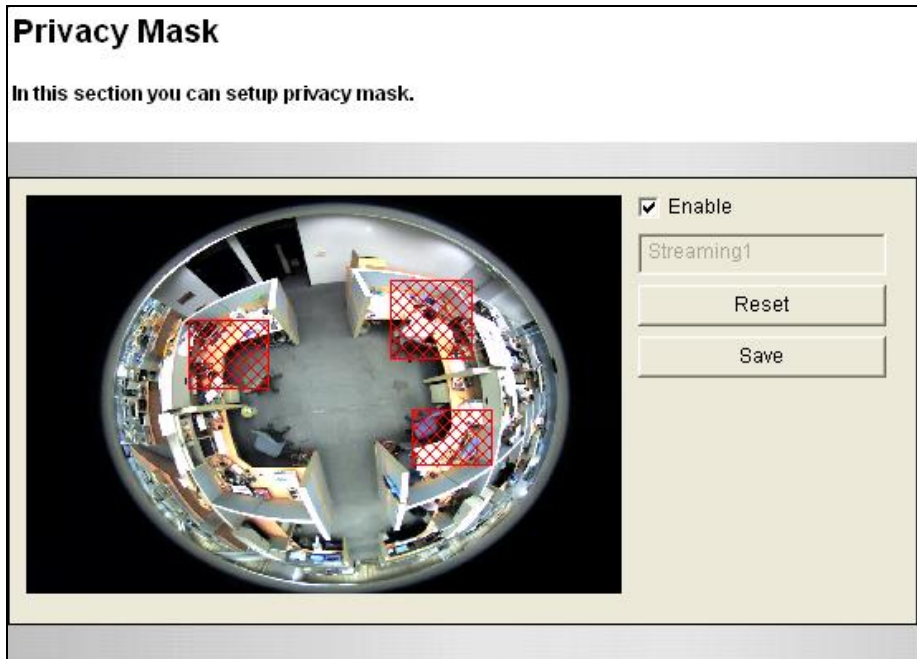 Privacy Mask
In this section you can setup privacy mask.
Enable
Streaming1
Reset
Save